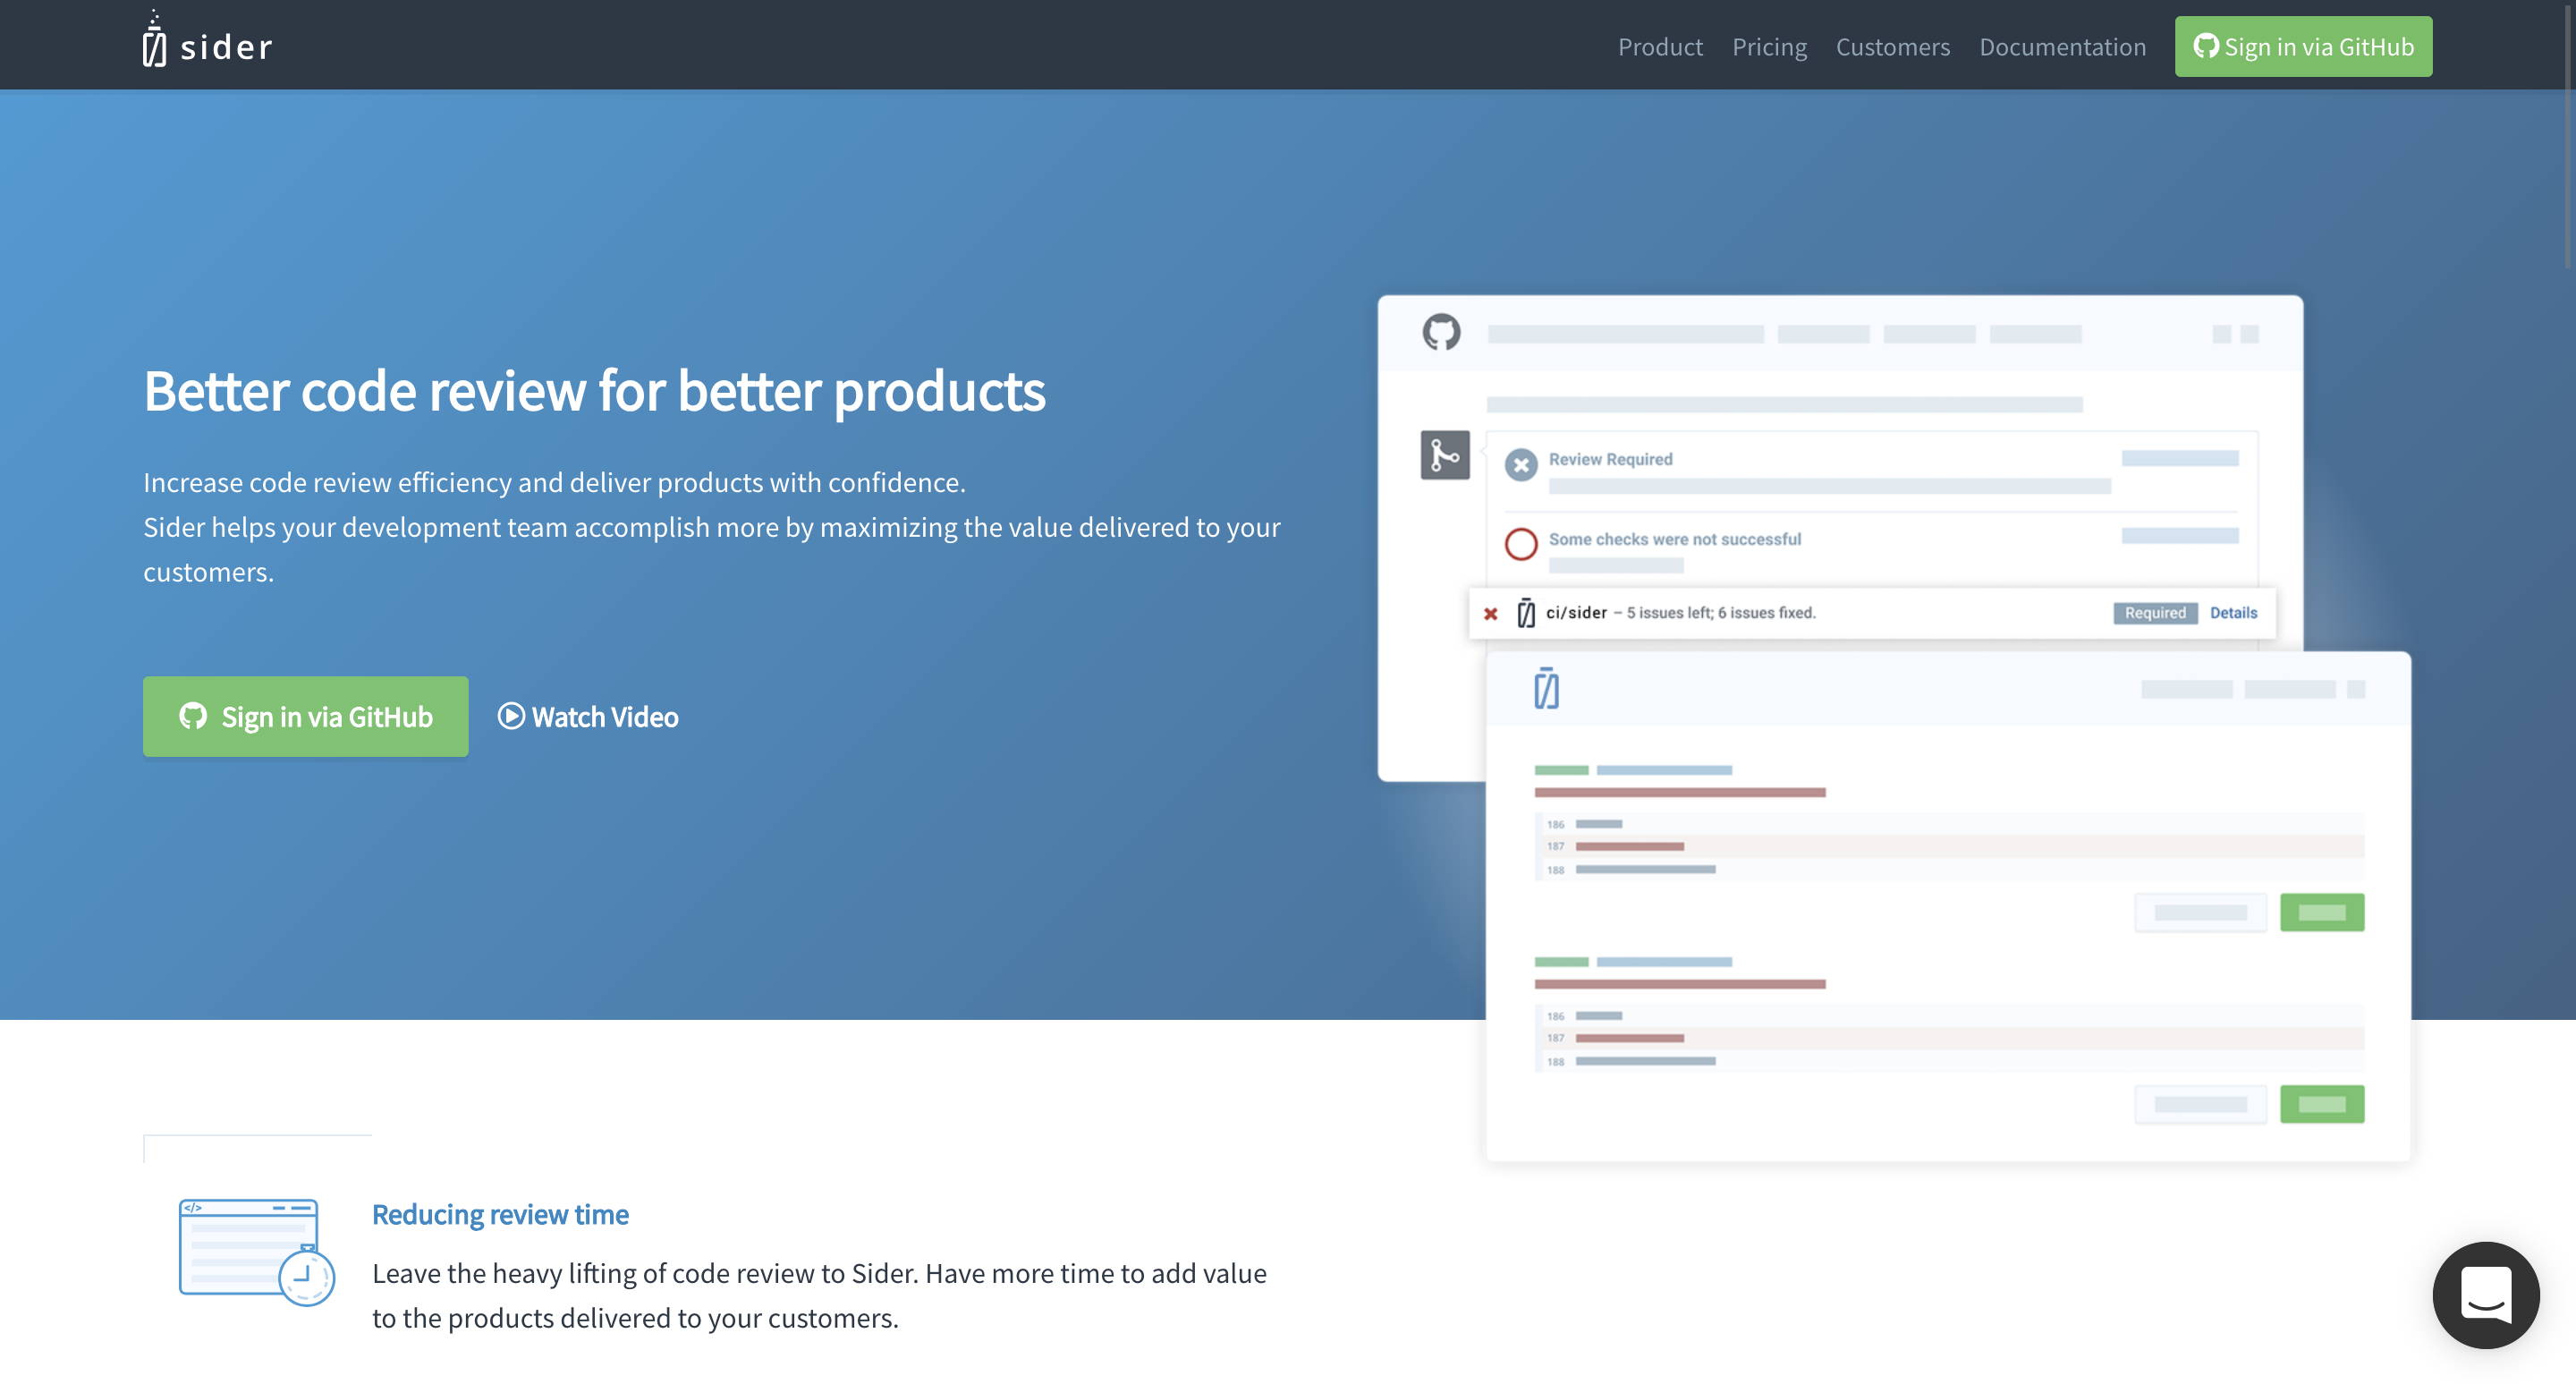 sider
Product Pricing Customers Documentation Sign in via GitHub
Better code review for better products
Increase code review efficiency and deliver products with confidence.
Sider helps your development team accomplish more by maximizing the value delivered to your
customers.
Sign in via GitHub Watch Video
Review Required
Some checks were not successful
ci/sider – 5 issues left; 6 issues fixed. Required Details
186
187
188
186
187
188
</>
Reducing review time
Leave the heavy lifting of code review to Sider. Have more time to add value
to the products delivered to your customers.